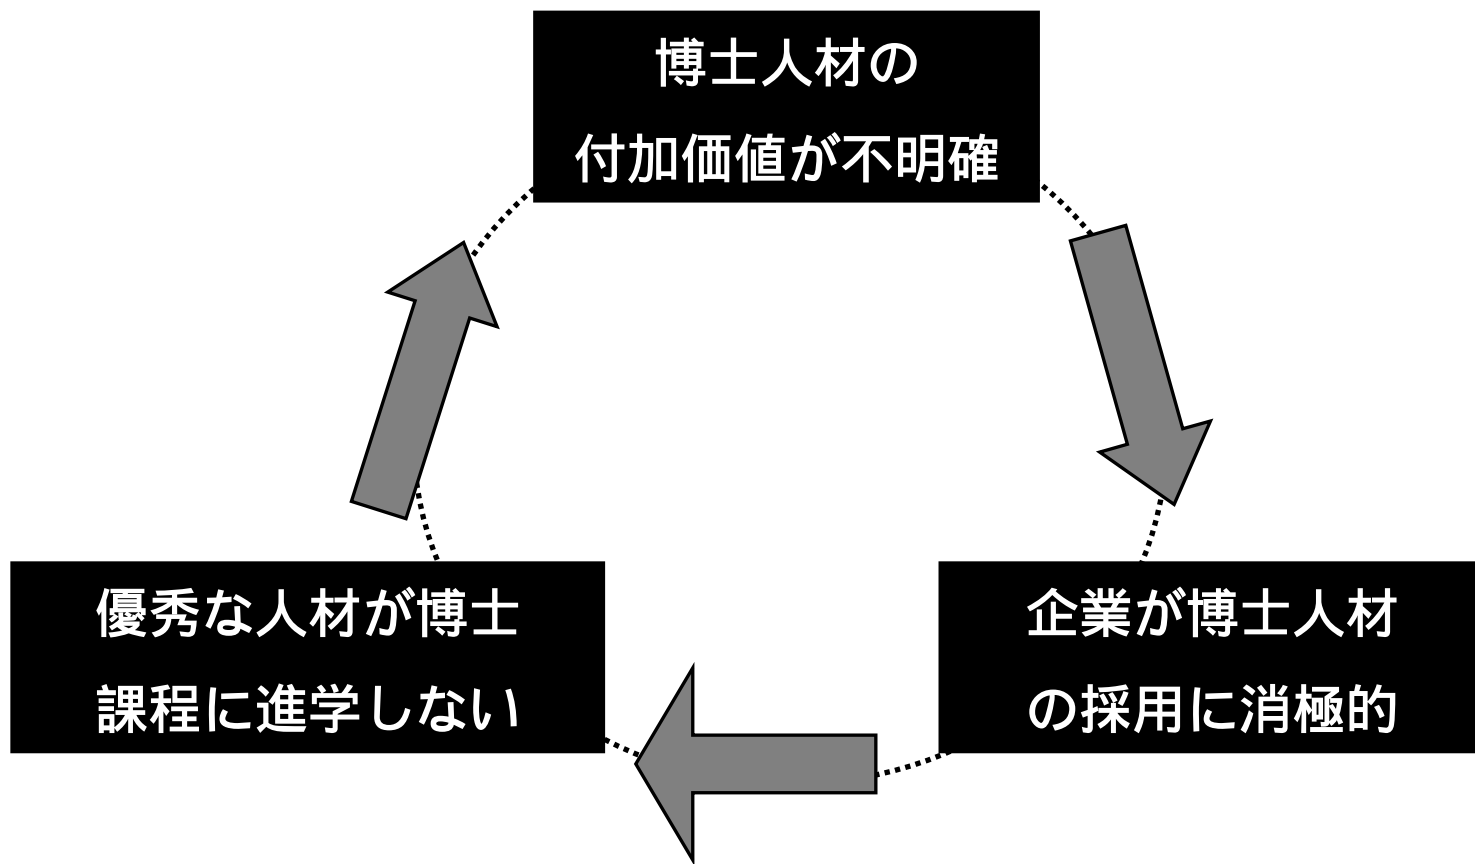 博士人材の
付加価値が不明確
企業が博士人材
の採用に消極的
優秀な人材が博士
課程に進学しない